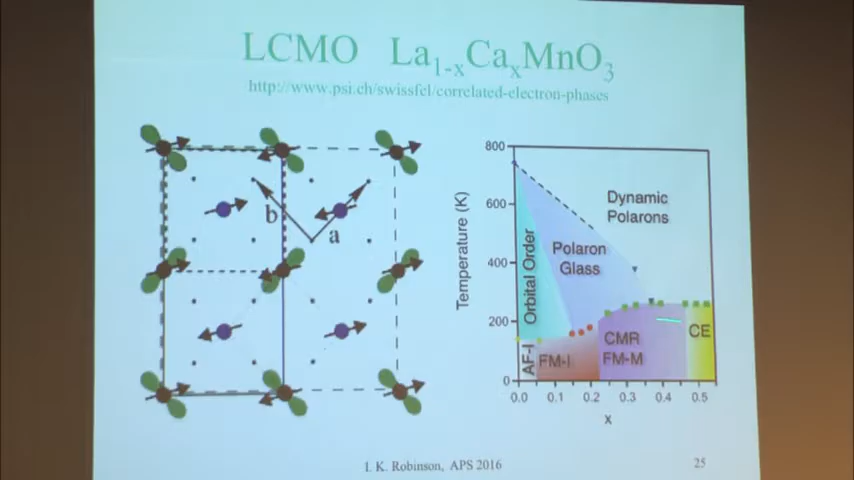 LCMO La1-xCaxMnO3
http://www.psi.ch/swissfel/correlated-electron-phases
b
a
800
600
400
200
0
Temperature (K)
Dynamic
Polarons
Polaron
Glass
Orbital Order
AF-I
FM-I
CMR
FM-M
CE
0.0 0.1 0.2 0.3 0.4 0.5
x
I. K. Robinson, APS 2016
25